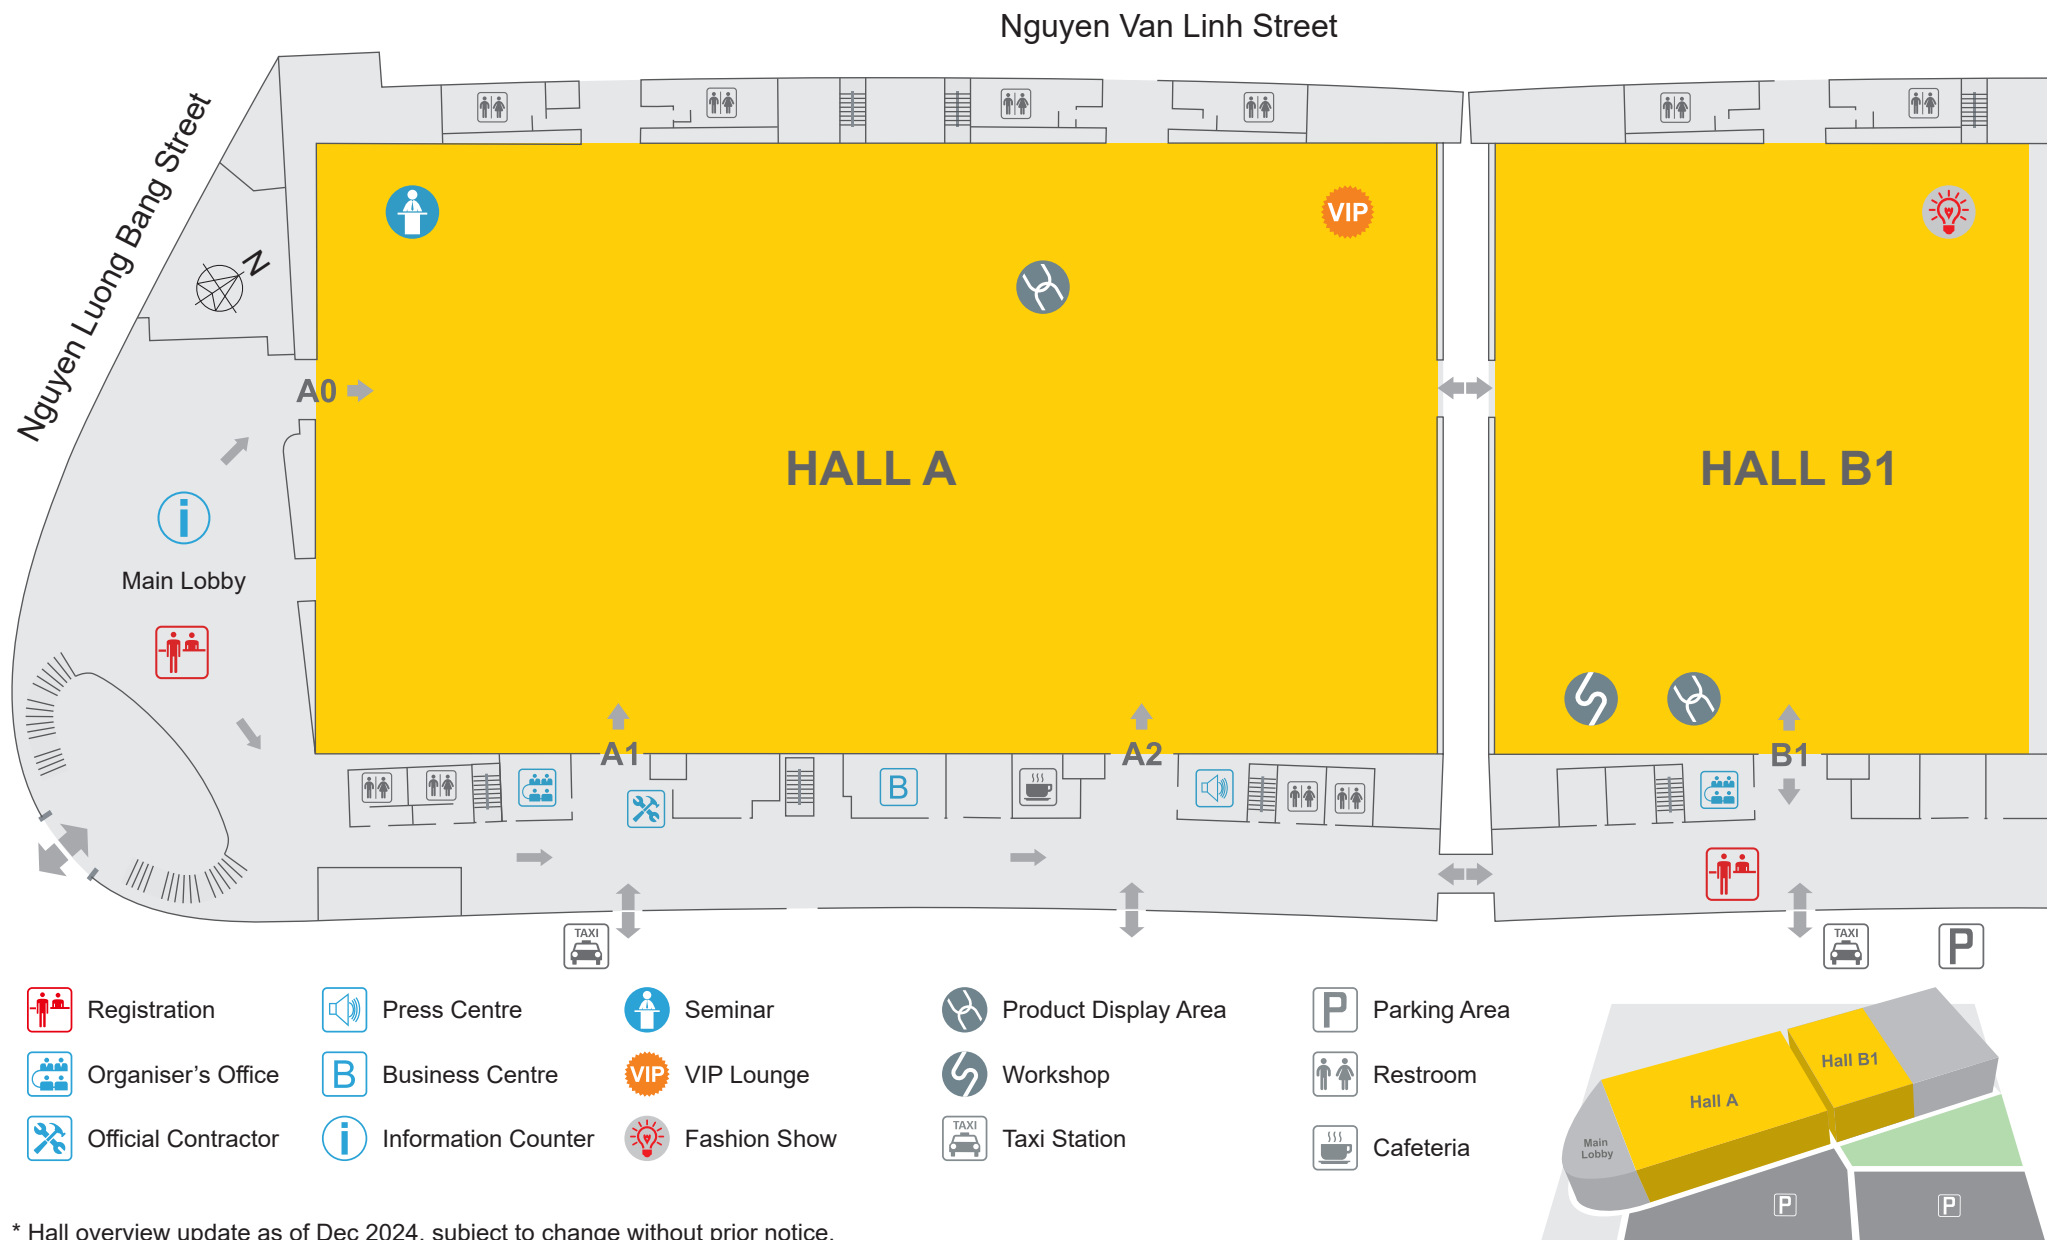 Nguyen Van Linh Street
Nguyen Luong Bang Street
N
VIP
A0
HALL A
HALL B1
i
Main Lobby
A1
A2
B1
B
TAXI
TAXI
P
Registration
Press Centre
Seminar
Product Display Area
P
Parking Area
Organiser's Office
B
Business Centre
VIP
VIP Lounge
Workshop
Restroom
Official Contractor
i
Information Counter
Fashion Show
TAXI
Taxi Station
Cafeteria
Hall A
Hall B1
Main
Lobby
P
P
* Hall overview update as of Dec 2024, subject to change without prior notice.